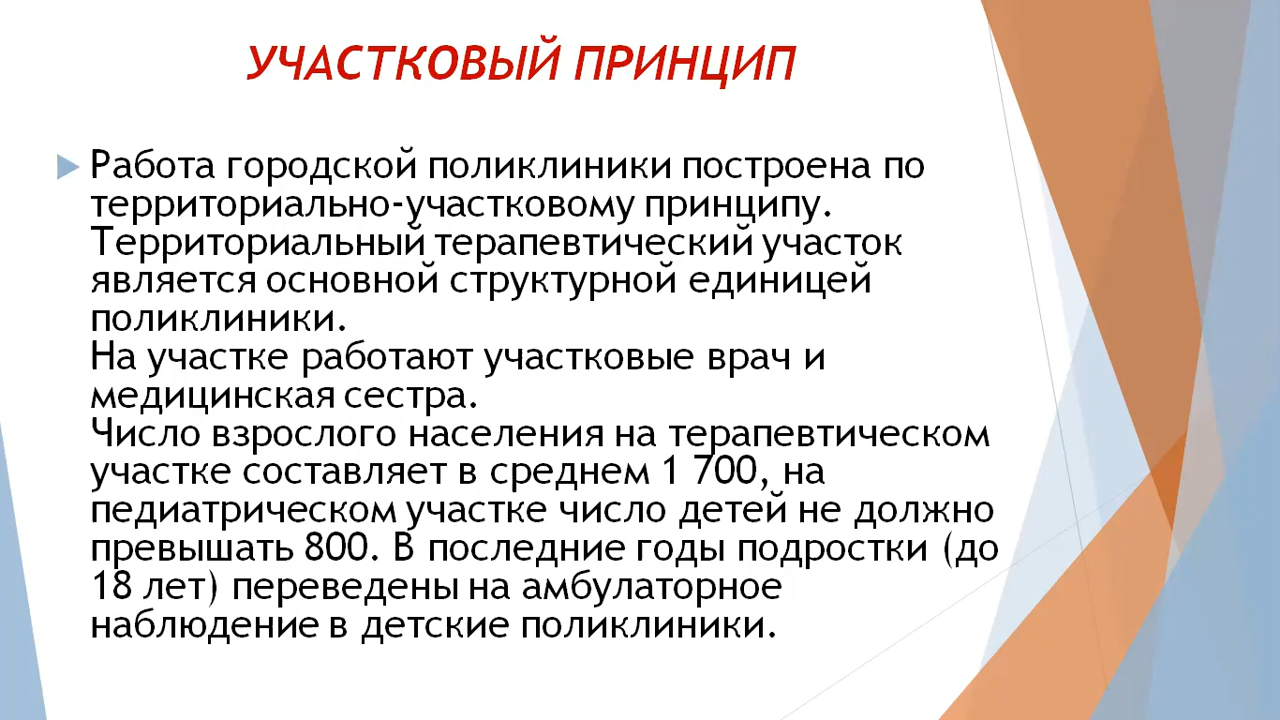 УЧАСТКОВЫЙ ПРИНЦИП
Работа городской поликлиники построена по
территориально-участковому принципу.
Территориальный терапевтический участок
является основной структурной единицей
поликлиники.
На участке работают участковые врач и
медицинская сестра.
Число взрослого населения на терапевтическом
участке составляет в среднем 1 700, на
педиатрическом участке число детей не должно
превышать 800. В последние годы подростки (до
18 лет) переведены на амбулаторное
наблюдение в детские поликлиники.